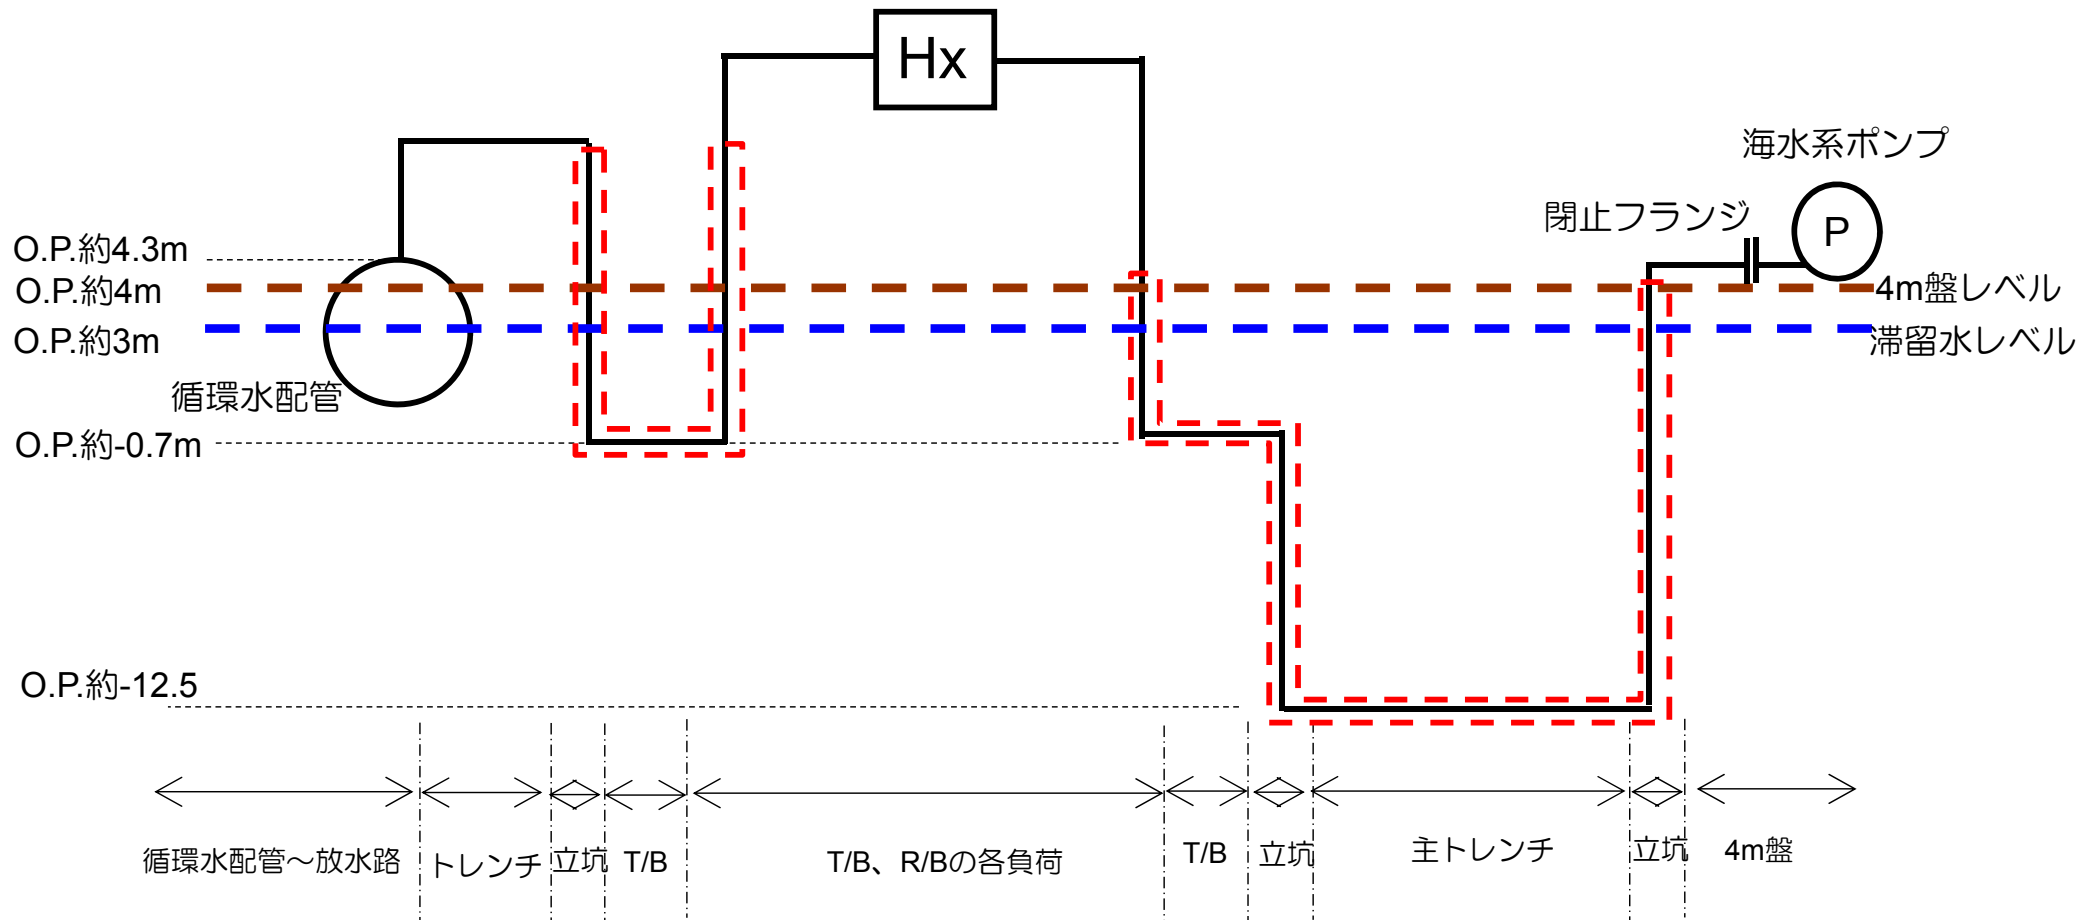 Hx
海水系ポンプ
閉止フランジ
P
O.P.約4.3m
O.P.約4m
4m盤レベル
O.P.約3m
滞留水レベル
循環水配管
O.P.約-0.7m
O.P.約-12.5
循環水配管～放水路
トレンチ
立坑
T/B
T/B、R/Bの各負荷
T/B
立坑
主トレンチ
立坑
4m盤